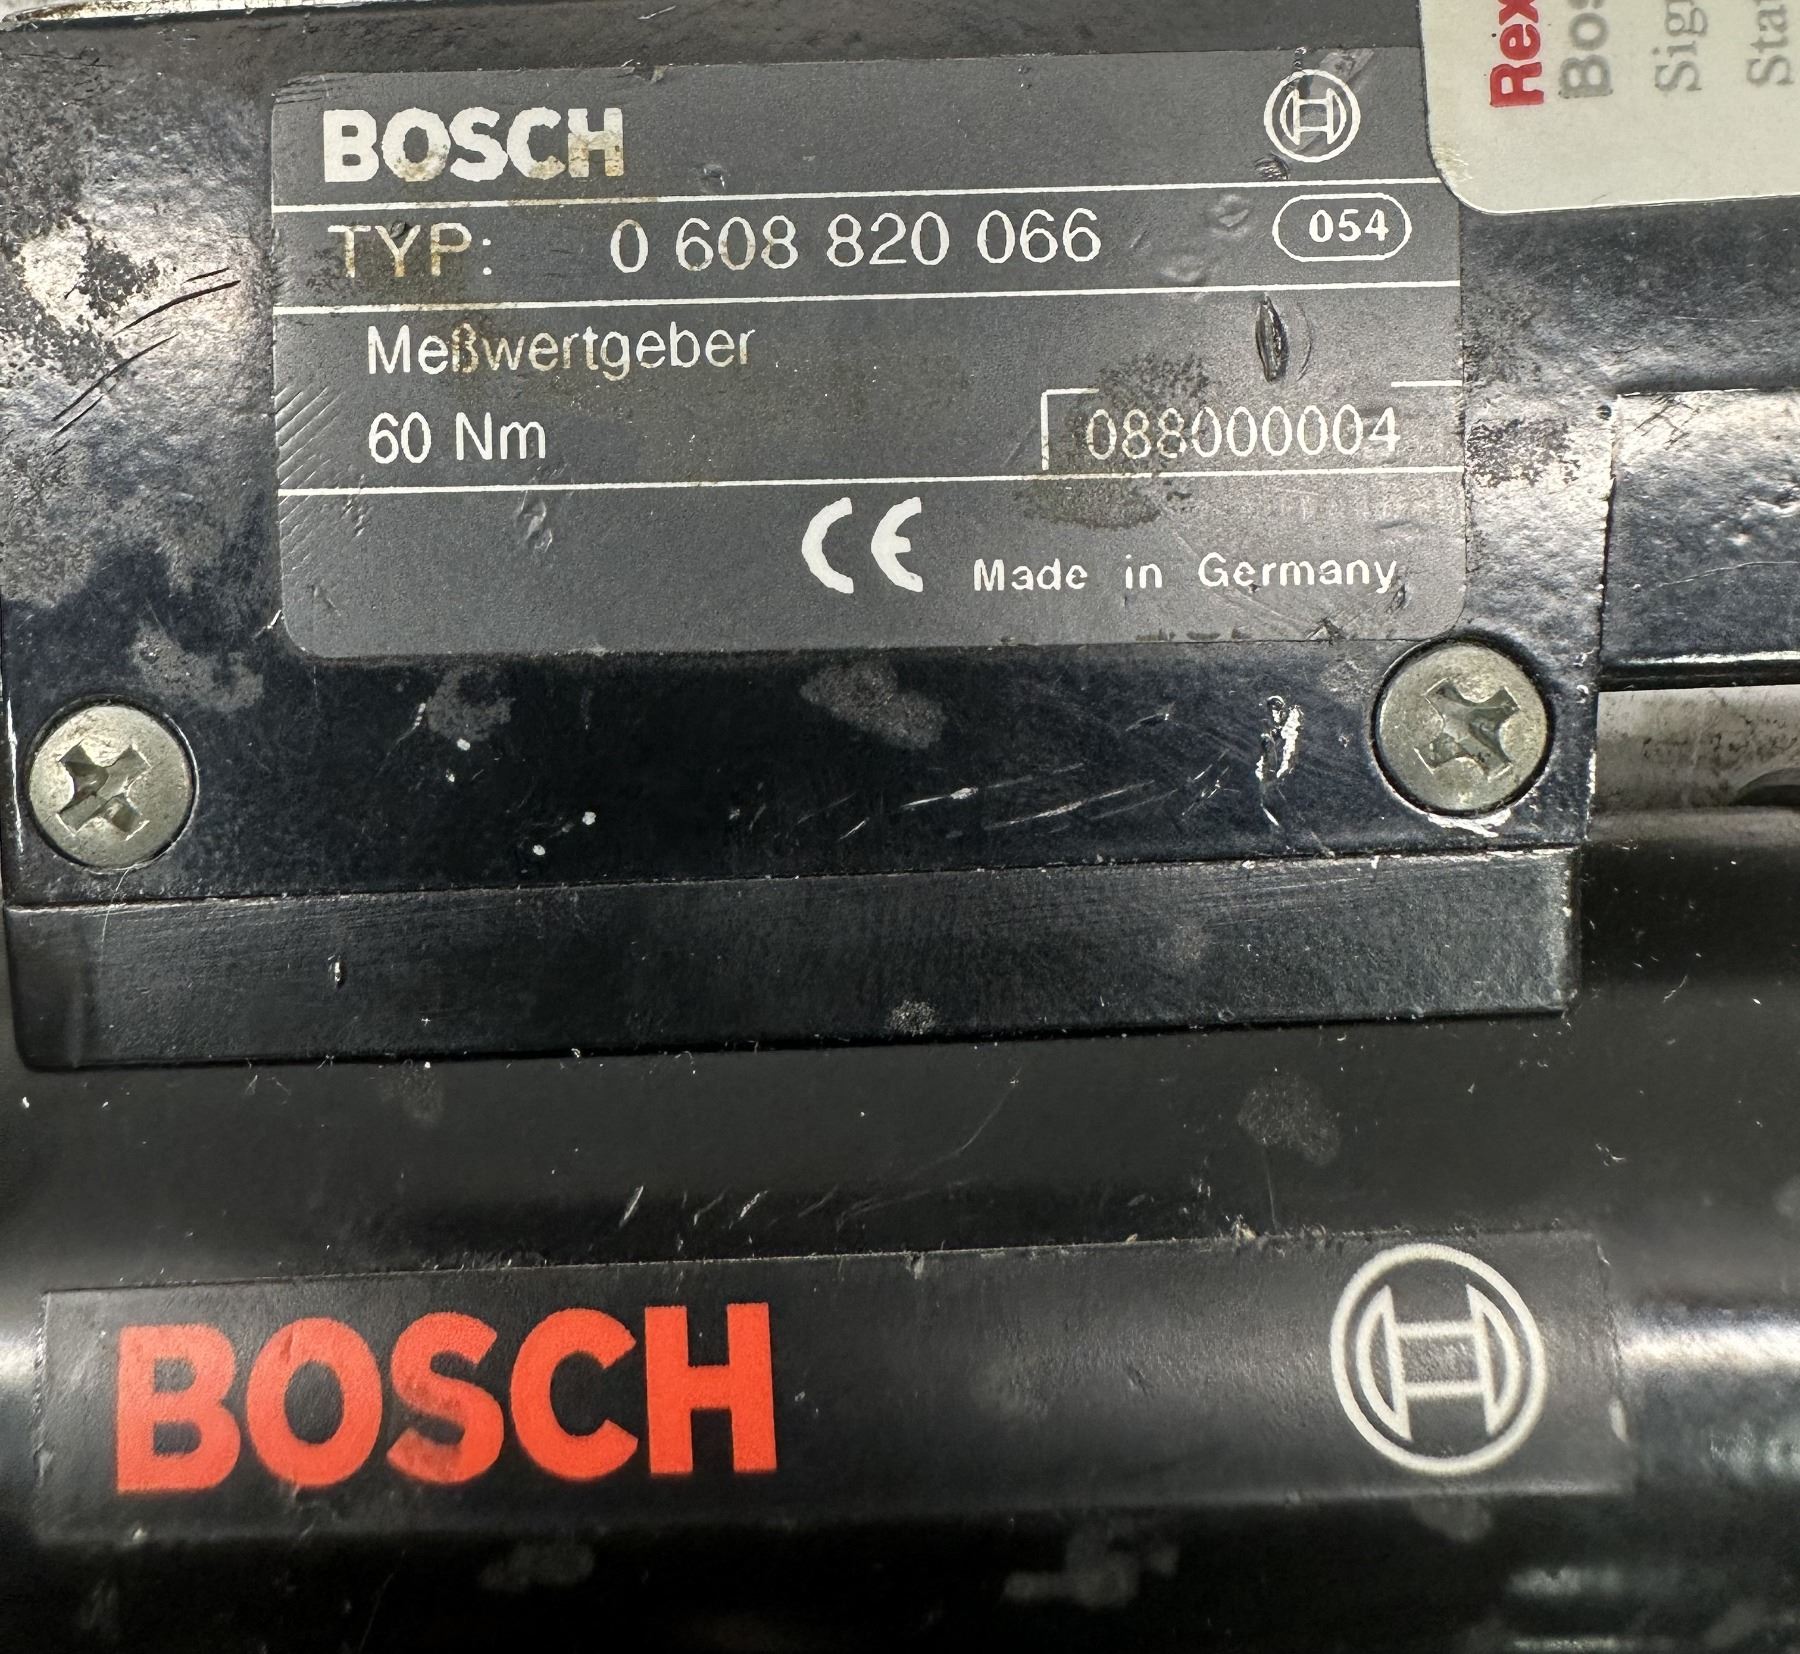 BOSCH
TYP: 0 608 820 066 054
Meßwertgeber
60 Nm 088000004
CE Made in Germany
BOSCH